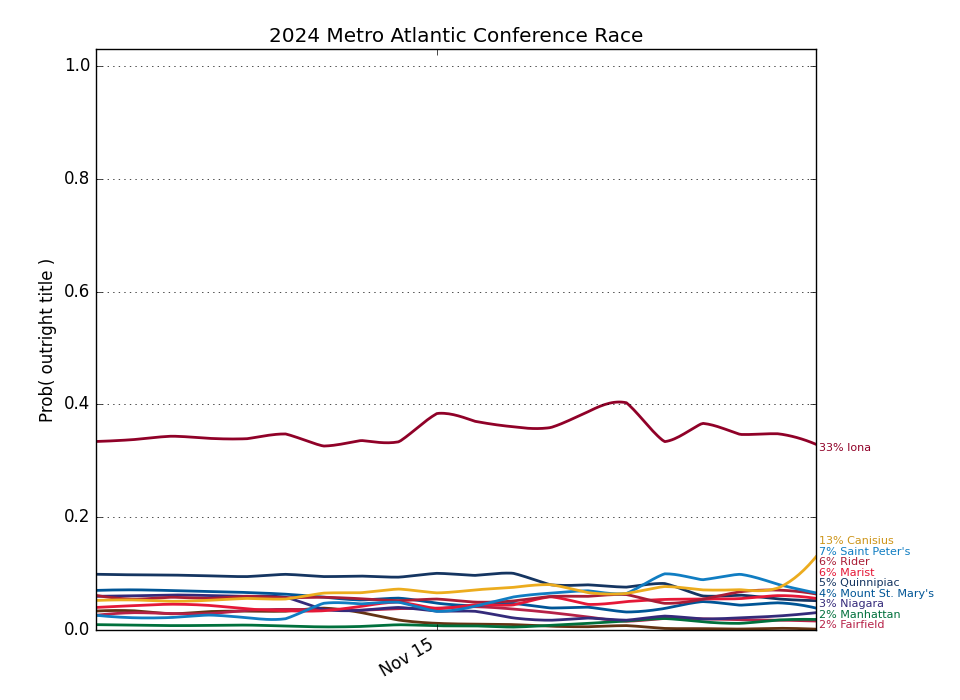 2024 Metro Atlantic Conference Race
1.0
0.8
0.6
0.4
0.2
0.0
Prob( outright title )
Nov 15
33% Iona
13% Canisius
7% Saint Peter's
6% Rider
6% Marist
5% Quinnipiac
4% Mount St. Mary's
3% Niagara
2% Manhattan
2% Fairfield